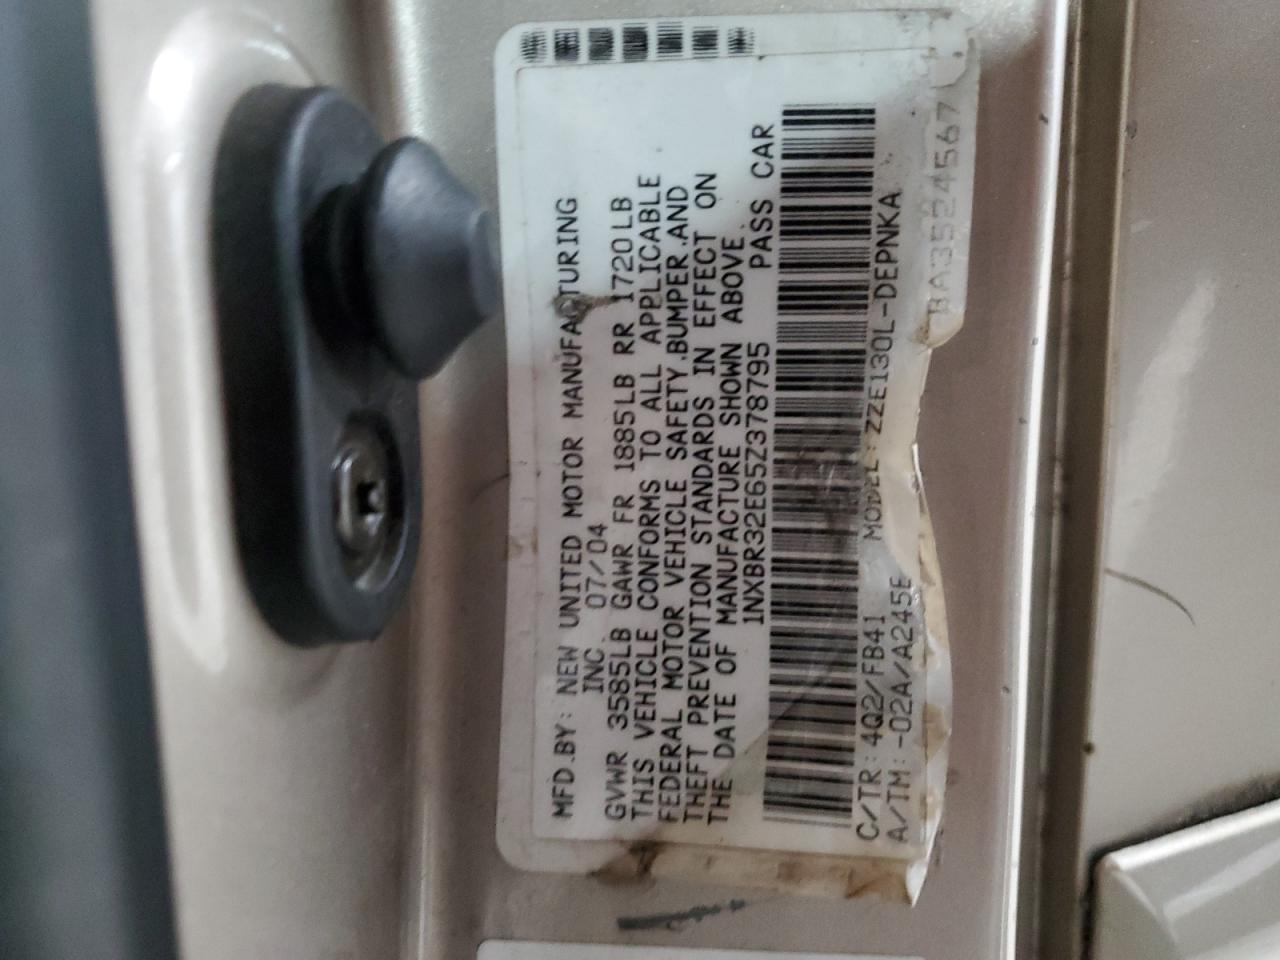 MFD.BY: NEW UNITED MOTOR MANUFACTURING
INC. 07/04
GVWR 3585LB GAWR FR 1885LB RR 1720LB
THIS VEHICLE CONFORMS TO ALL APPLICABLE
FEDERAL MOTOR VEHICLE SAFETY.BUMPER.AND
THEFT PREVENTION STANDARDS IN EFFECT ON
THE DATE OF MANUFACTURE SHOWN ABOVE.
1NXBR32E65Z378795 PASS CAR
C/TR: 4Q2/FB41 MODEL: ZZE130L-DEPNKA
A/TM:-02A/A245E
BA3524567